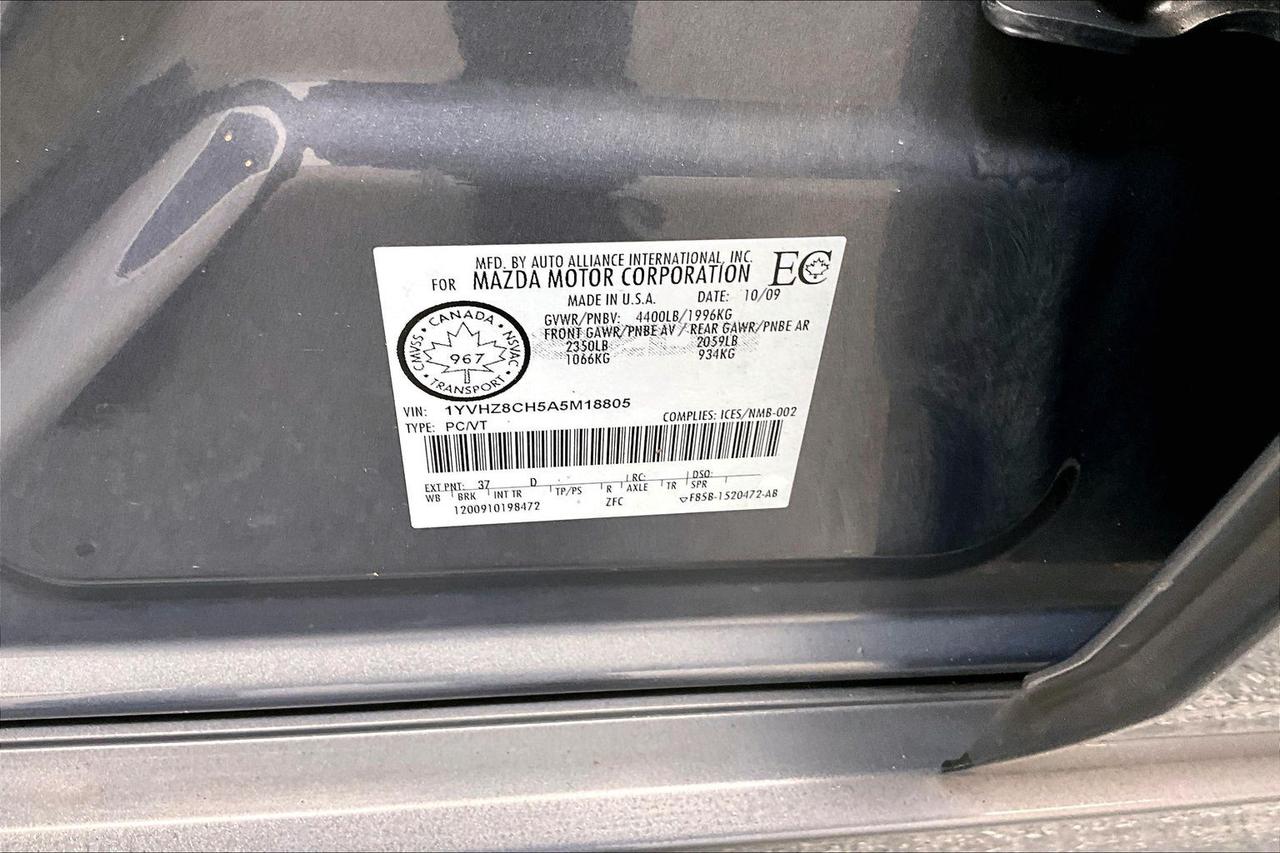 MFD. BY AUTO ALLIANCE INTERNATIONAL, INC.
FOR MAZDA MOTOR CORPORATION
EC
MADE IN U.S.A. DATE: 10/09
GVWR/PNBV: 4400LB/1996KG
FRONT GAWR/PNBE AV / REAR GAWR/PNBE AR
2350LB 2059LB
1066KG 934KG
CANADA
CMVSS NSVAC
967
TRANSPORT
VIN: 1YVHZ8CH5A5M18805
TYPE: PC/VT COMPLIES: ICES/NMB-002
EXT PNT: 37 D RC: DSO:
WB BRK INT TR TP/PS R AXLE TR SPR
1200910198472 ZFC F85B-1520472-AB